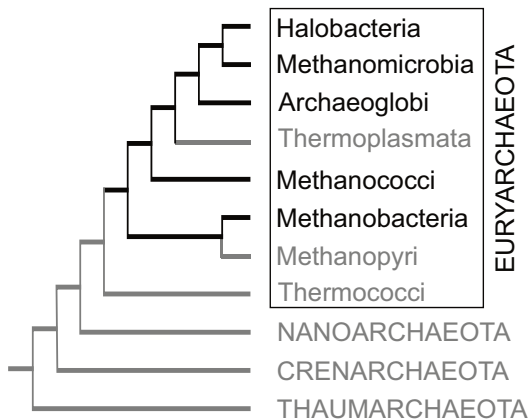 Halobacteria
Methanomicrobia
Archaeoglobi
Thermoplasmata
Methanococci
Methanobacteria
Methanopyri
Thermococci
EURYARCHAEOTA
NANOARCHAEOTA
CRENARCHAEOTA
THAUMARCHAEOTA